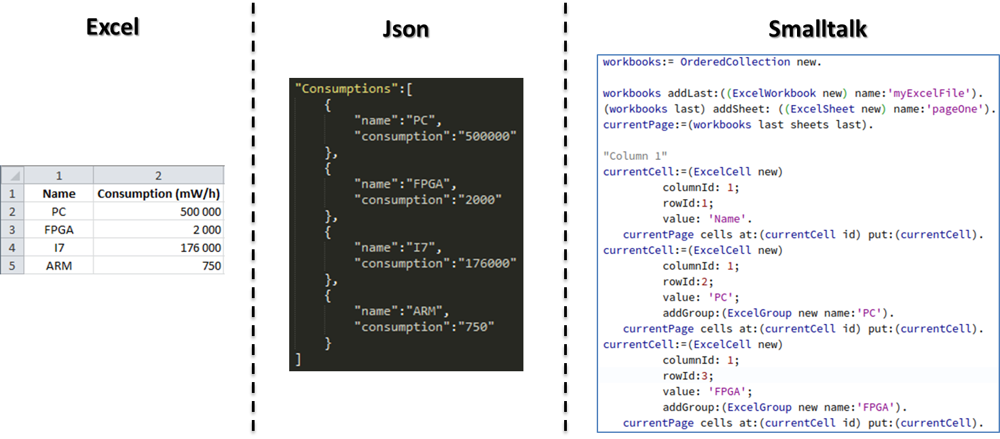 Excel
1 2
1 Name Consumption (mW/h)
2 PC 500 000
3 FPGA 2 000
4 I7 176 000
5 ARM 750
Json
"Consumptions":[
{
"name":"PC",
"consumption":"500000"
},
{
"name":"FPGA",
"consumption":"2000"
},
{
"name":"I7",
"consumption":"176000"
},
{
"name":"ARM",
"consumption":"750"
}
]
Smalltalk
workbooks:= OrderedCollection new.
workbooks addLast:((ExcelWorkbook new) name:'myExcelFile').
(workbooks last) addSheet: ((ExcelSheet new) name:'pageOne').
currentPage:=(workbooks last sheets last).
"Column 1"
currentCell:=(ExcelCell new)
columnId: 1;
rowId:1;
value: 'Name'.
currentPage cells at:(currentCell id) put:(currentCell).
currentCell:=(ExcelCell new)
columnId: 1;
rowId:2;
value: 'PC';
addGroup:(ExcelGroup new name:'PC').
currentPage cells at:(currentCell id) put:(currentCell).
currentCell:=(ExcelCell new)
columnId: 1;
rowId:3;
value: 'FPGA';
addGroup:(ExcelGroup new name:'FPGA').
currentPage cells at:(currentCell id) put:(currentCell).